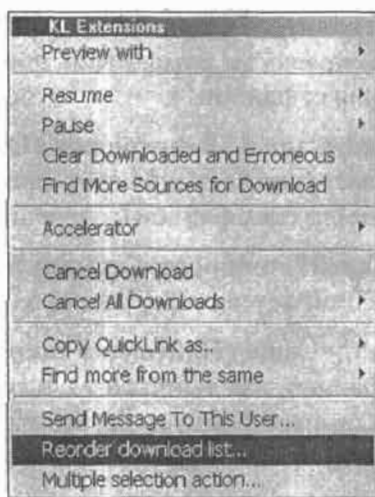 KL Extensions
Preview with
Resume
Pause
Clear Downloaded and Erroneous
Find More Sources for Download
Accelerator
Cancel Download
Cancel All Downloads
Copy QuickLink as..
Find more from the same
Send Message To This User...
Reorder download list...
Multiple selection action...